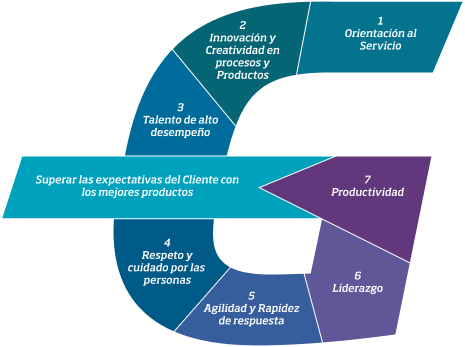 1
Orientación al
Servicio
2
Innovación y
Creatividad en
procesos y
Productos
3
Talento de alto
desempeño
Superar las expectativas del Cliente con
los mejores productos
7
Productividad
4
Respeto y
cuidado por las
personas
5
Agilidad y Rapidez
de respuesta
6
Liderazgo